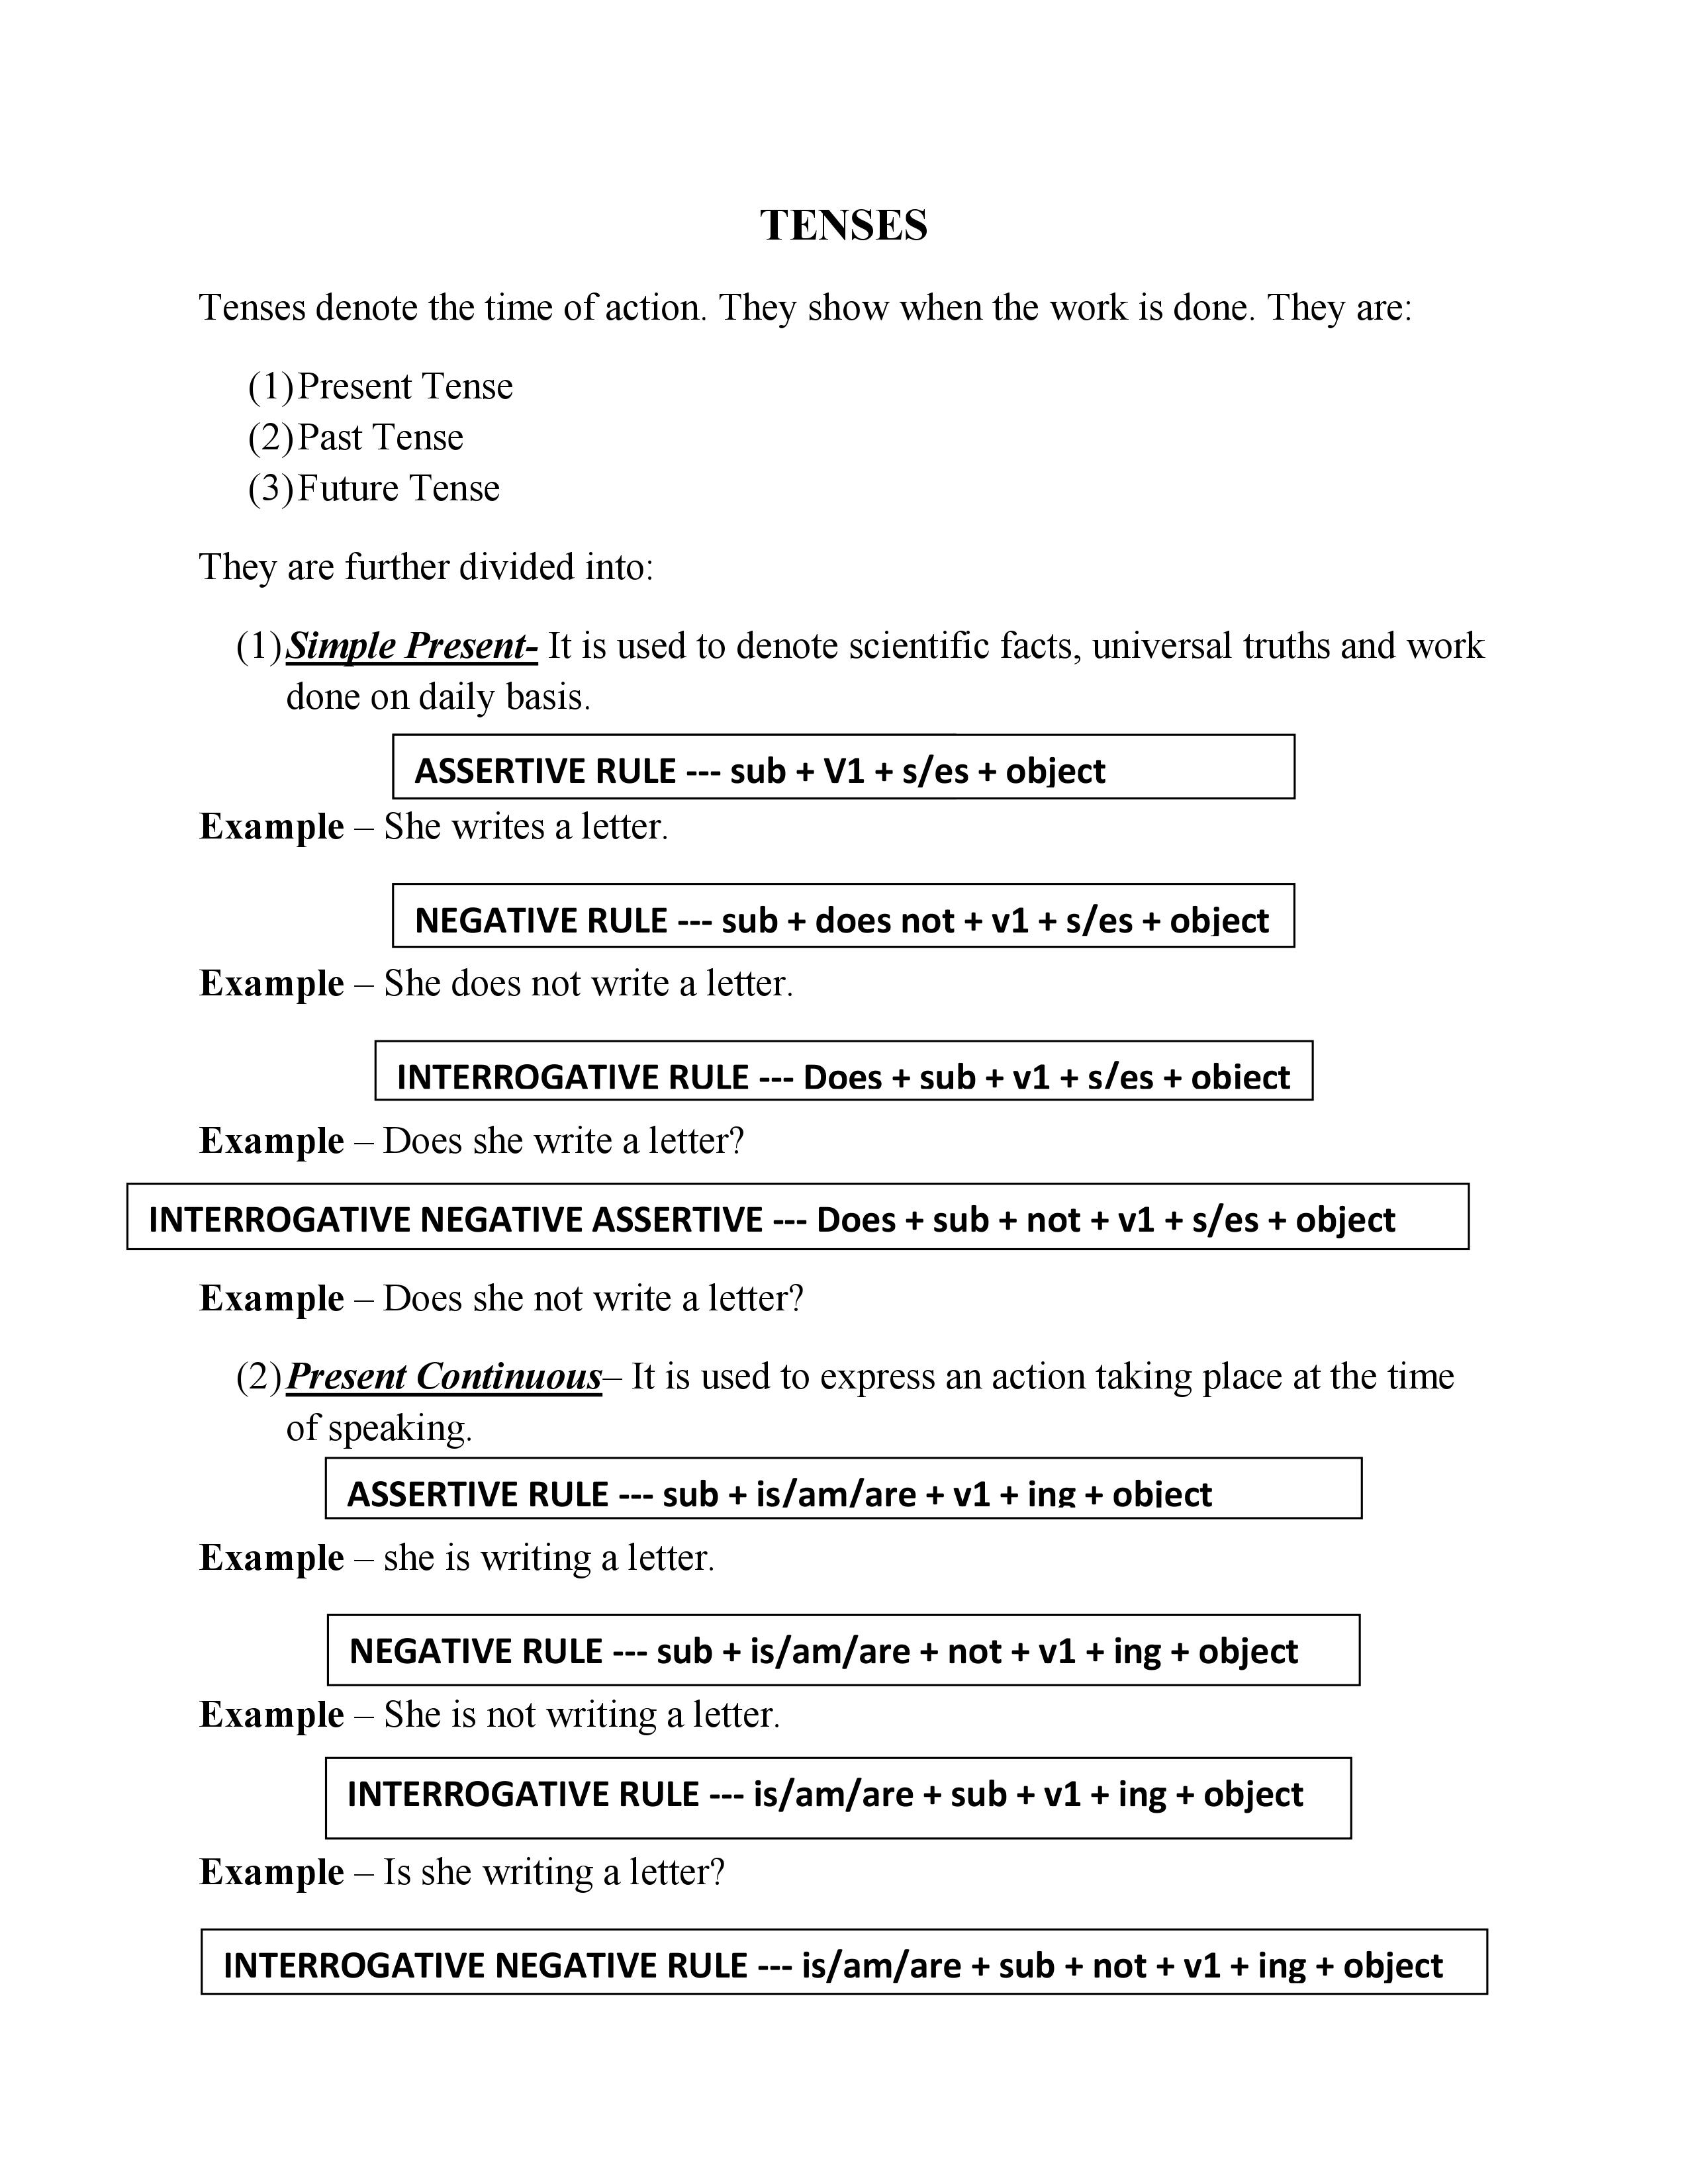 TENSES
Tenses denote the time of action. They show when the work is done. They are:
(1)Present Tense
(2)Past Tense
(3)Future Tense
They are further divided into:
(1)Simple Present- It is used to denote scientific facts, universal truths and work
done on daily basis.
ASSERTIVE RULE --- sub + V1 + s/es + object
Example – She writes a letter.
NEGATIVE RULE --- sub + does not + v1 + s/es + object
Example – She does not write a letter.
INTERROGATIVE RULE --- Does + sub + v1 + s/es + object
Example – Does she write a letter?
INTERROGATIVE NEGATIVE ASSERTIVE --- Does + sub + not + v1 + s/es + object
Example – Does she not write a letter?
(2)Present Continuous– It is used to express an action taking place at the time
of speaking.
ASSERTIVE RULE --- sub + is/am/are + v1 + ing + object
Example – she is writing a letter.
NEGATIVE RULE --- sub + is/am/are + not + v1 + ing + object
Example – She is not writing a letter.
INTERROGATIVE RULE --- is/am/are + sub + v1 + ing + object
Example – Is she writing a letter?
INTERROGATIVE NEGATIVE RULE --- is/am/are + sub + not + v1 + ing + object